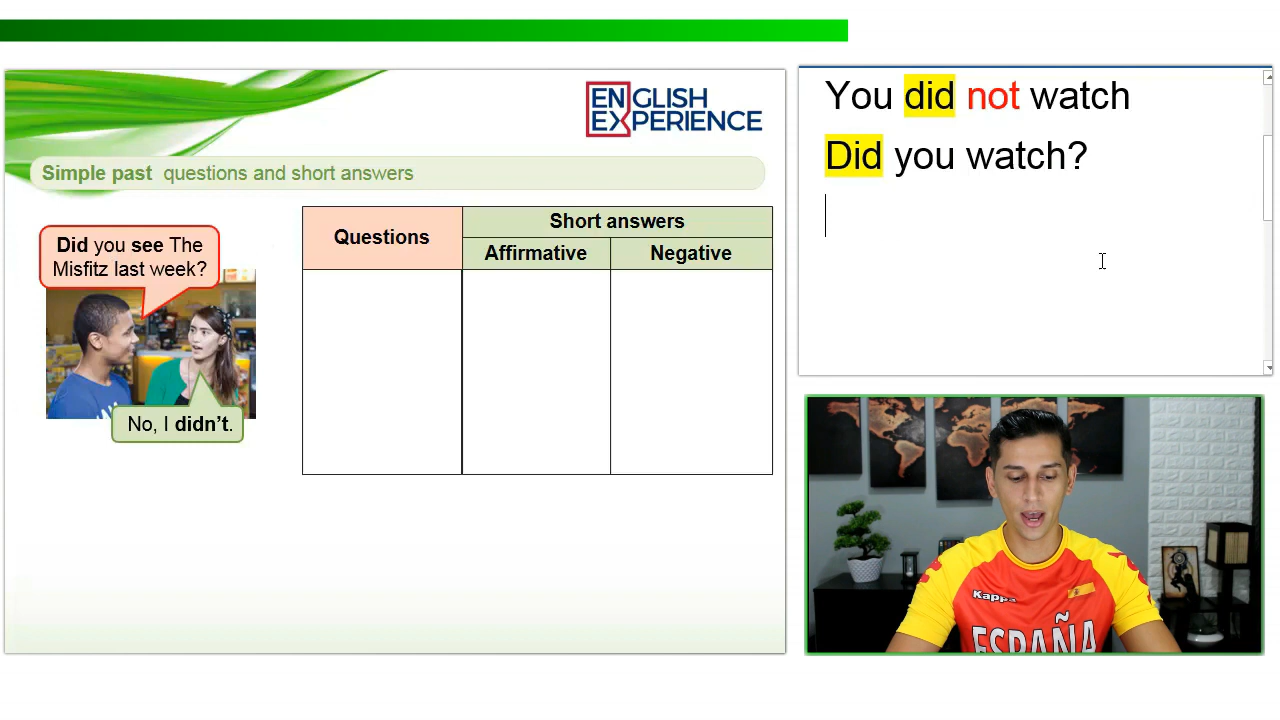 ENGLISH
EXPERIENCE
Simple past questions and short answers
Did you see The
Misfitz last week?
No, I didn't.
Questions
Short answers
Affirmative
Negative
You did not watch
Did you watch?
Kappa
ESPAÑA